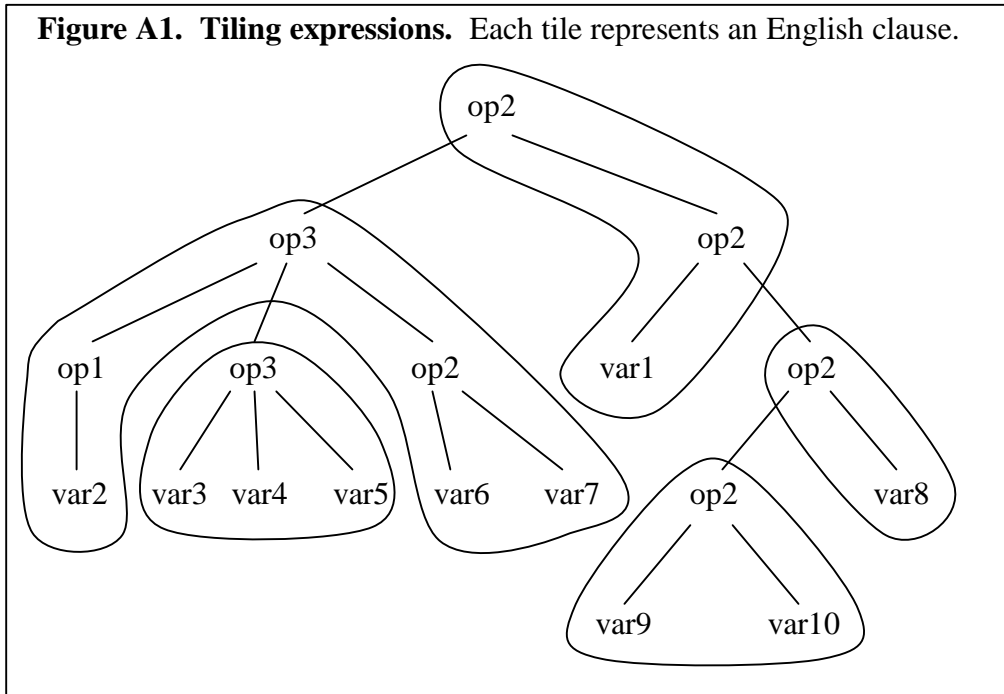 Figure A1. Tiling expressions. Each tile represents an English clause.
op2
op3 op2
op1 op3 op2 var1 op2
var2 var3 var4 var5 var6 var7 op2 var8
var9 var10